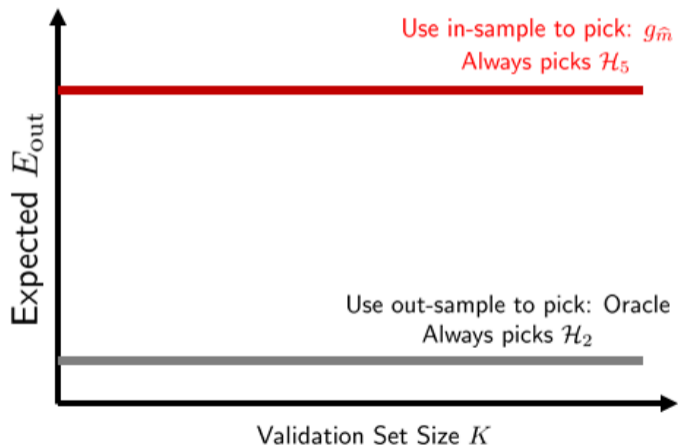 Use in-sample to pick: $g_{\widehat{m}}$
Always picks $\mathcal{H}_5$
Expected $E_{\text{out}}$
Use out-sample to pick: Oracle
Always picks $\mathcal{H}_2$
Validation Set Size $K$